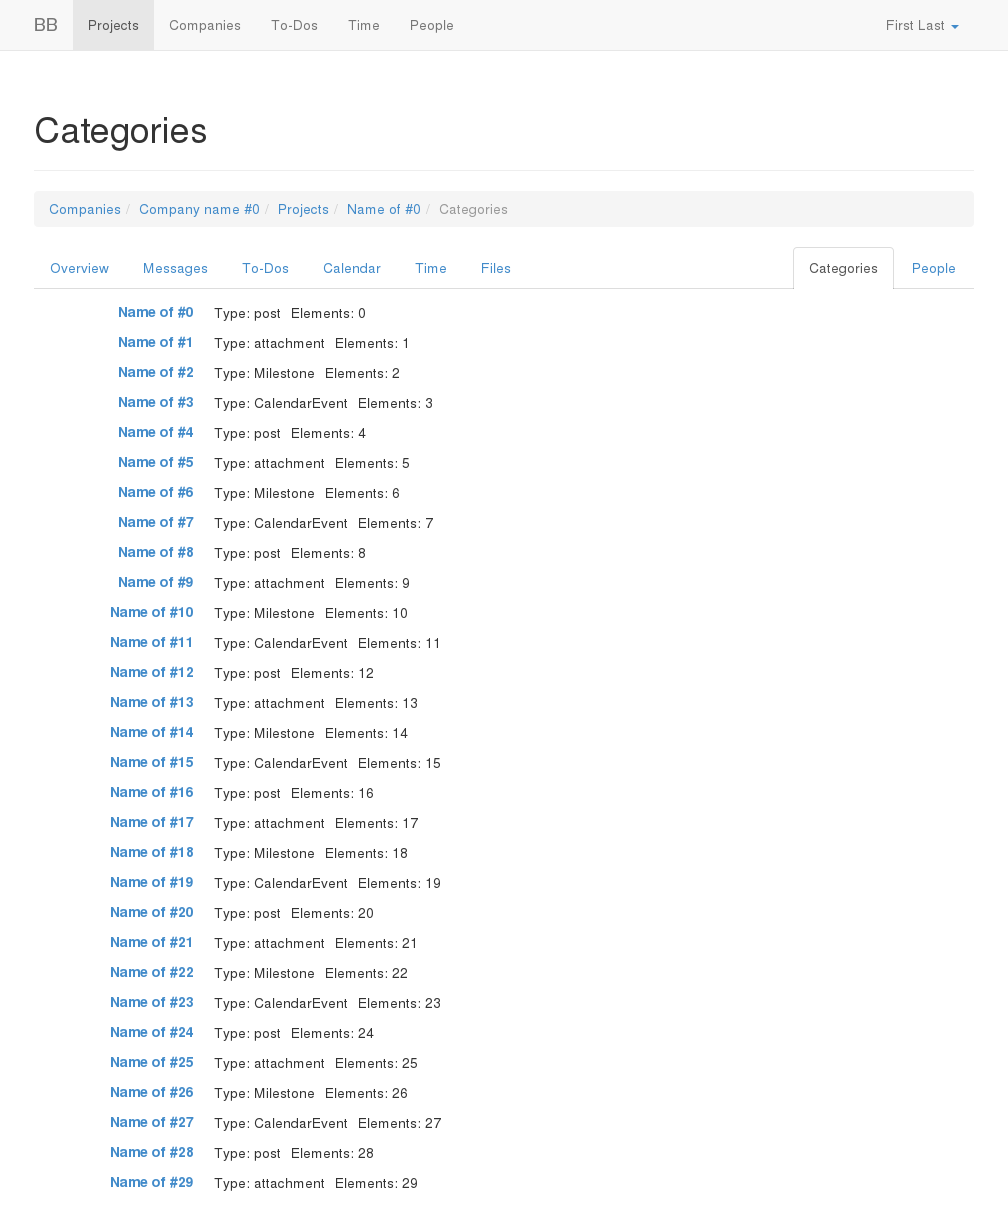 BB Projects Companies To-Dos Time People First Last
Categories
Companies / Company name #0 / Projects / Name of #0 / Categories
Overview Messages To-Dos Calendar Time Files Categories People
Name of #0 Type: post Elements: 0
Name of #1 Type: attachment Elements: 1
Name of #2 Type: Milestone Elements: 2
Name of #3 Type: CalendarEvent Elements: 3
Name of #4 Type: post Elements: 4
Name of #5 Type: attachment Elements: 5
Name of #6 Type: Milestone Elements: 6
Name of #7 Type: CalendarEvent Elements: 7
Name of #8 Type: post Elements: 8
Name of #9 Type: attachment Elements: 9
Name of #10 Type: Milestone Elements: 10
Name of #11 Type: CalendarEvent Elements: 11
Name of #12 Type: post Elements: 12
Name of #13 Type: attachment Elements: 13
Name of #14 Type: Milestone Elements: 14
Name of #15 Type: CalendarEvent Elements: 15
Name of #16 Type: post Elements: 16
Name of #17 Type: attachment Elements: 17
Name of #18 Type: Milestone Elements: 18
Name of #19 Type: CalendarEvent Elements: 19
Name of #20 Type: post Elements: 20
Name of #21 Type: attachment Elements: 21
Name of #22 Type: Milestone Elements: 22
Name of #23 Type: CalendarEvent Elements: 23
Name of #24 Type: post Elements: 24
Name of #25 Type: attachment Elements: 25
Name of #26 Type: Milestone Elements: 26
Name of #27 Type: CalendarEvent Elements: 27
Name of #28 Type: post Elements: 28
Name of #29 Type: attachment Elements: 29